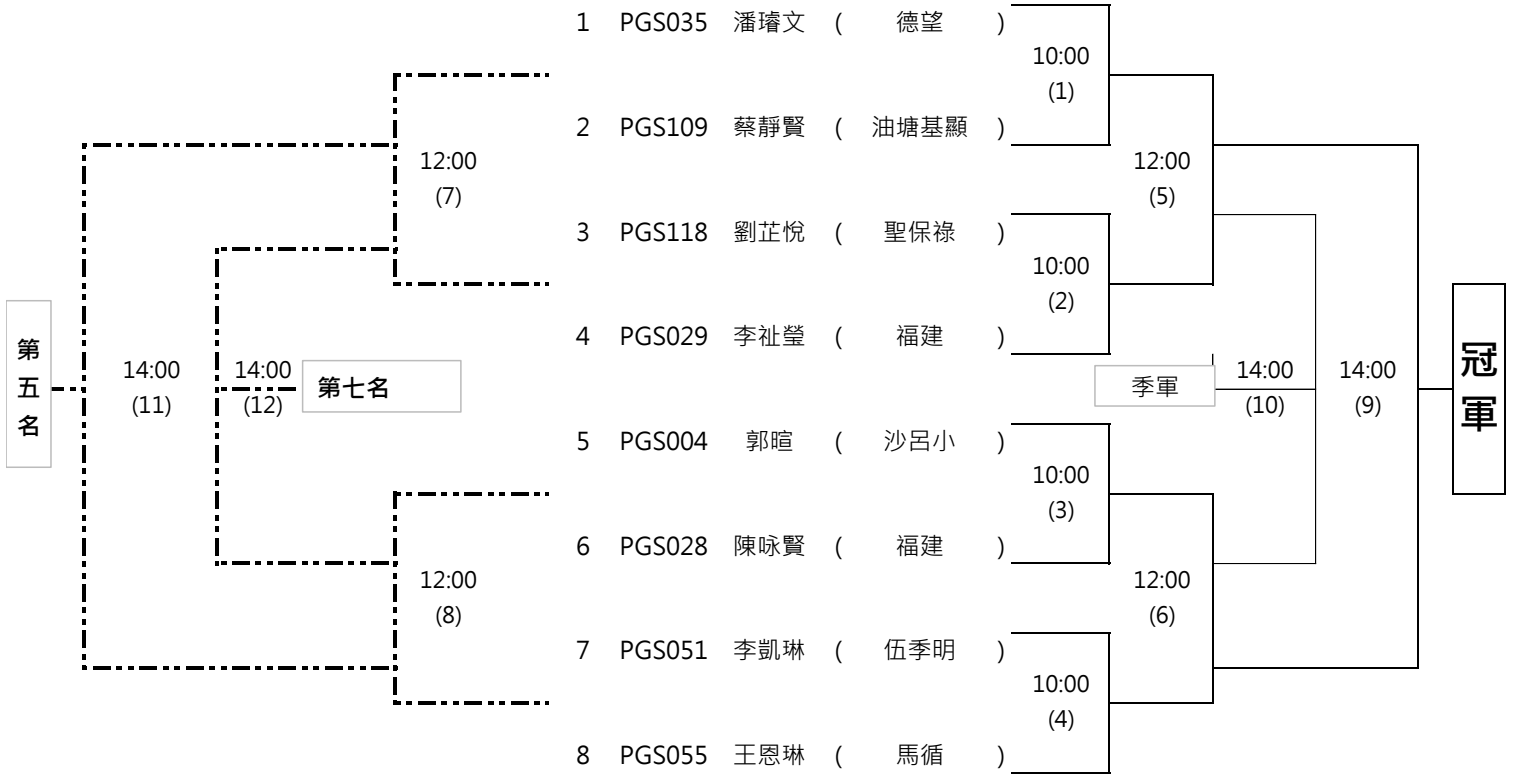 1 PGS035 潘璿文 ( 德望 )
10:00
(1)
2 PGS109 蔡靜賢 ( 油塘基顯 )
12:00
(7)
12:00
(5)
3 PGS118 劉芷悅 ( 聖保祿 )
10:00
(2)
4 PGS029 李祉瑩 ( 福建 )
第五名
14:00
(11)
14:00
(12)
第七名
季軍
14:00
(10)
14:00
(9)
冠軍
5 PGS004 郭暄 ( 沙呂小 )
10:00
(3)
6 PGS028 陳咏賢 ( 福建 )
12:00
(8)
12:00
(6)
7 PGS051 李凱琳 ( 伍季明 )
10:00
(4)
8 PGS055 王恩琳 ( 馬循 )